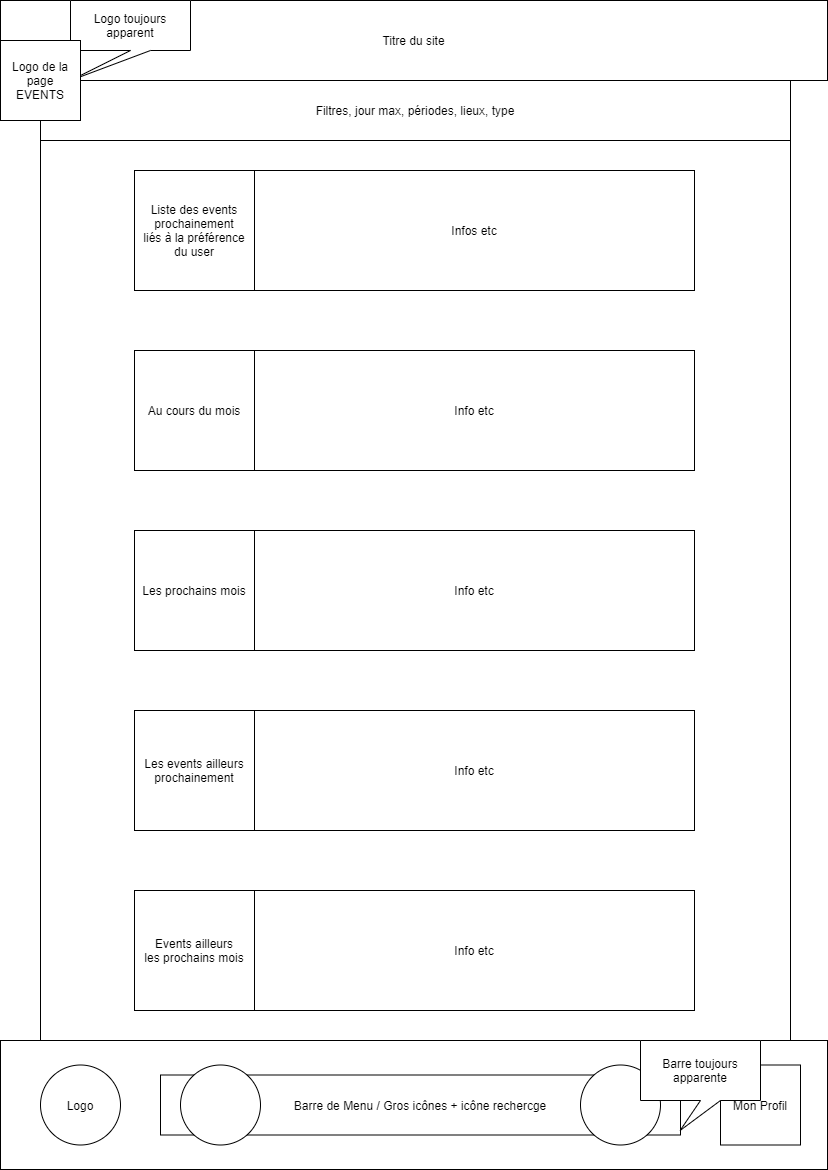 Logo toujours
apparent
Titre du site
Logo de la
page
EVENTS
Filtres, jour max, périodes, lieux, type
Liste des events
prochainement
liés à la préférence
du user
Infos etc
Au cours du mois
Info etc
Les prochains mois
Info etc
Les events ailleurs
prochainement
Info etc
Events ailleurs
les prochains mois
Info etc
Barre toujours
apparente
Logo
Barre de Menu / Gros icônes + icône rechercge
Mon Profil